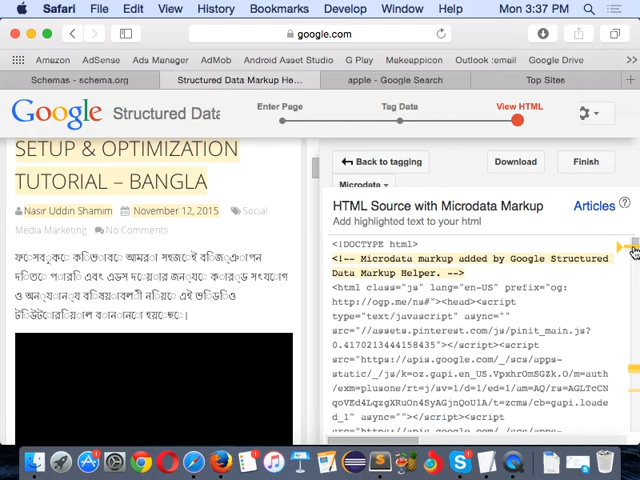 Safari File Edit View History Bookmarks Develop Window Help Mon 3:37 PM
google.com
Amazon AdSense Ads Manager AdMob Android Asset Studio G Play Makeappicon Outlook :email Google Drive
Schemas - schema.org Structured Data Markup He... apple - Google Search Top Sites
Google Structured Data
Enter Page Tag Data View HTML
SETUP & OPTIMIZATION
TUTORIAL – BANGLA
Nasir Uddin Shamim November 12, 2015 Social
Media Marketing No Comments
Back to tagging Download Finish
Microdata
HTML Source with Microdata Markup Articles
Add highlighted text to your html
<!DOCTYPE html>
<!-- Microdata markup added by Google Structured
Data Markup Helper. -->
<html class="js" lang="en-US" prefix="og:
http://ogp.me/ns#"><head><script
type="text/javascript" async=""
src="//assets.pinterest.com/js/pinit_main.js?
0.4170213444158435"></script><script
src="https://apis.google.com/_/scs/apps-
static/_/js/k=oz.gapi.en_US.VpxhrOmSGZk.O/m=auth
/exm=plusone/rt=j/sv=1/d=1/ed=1/am=AQ/rs=AGLTcCN
qoVEd4LqzgXRuOn4SyAGjnQoU1A/t=zcms/cb=gapi.loade
d_1" async=""></script><script
src="https://apis.google.com/_/scs/apps-